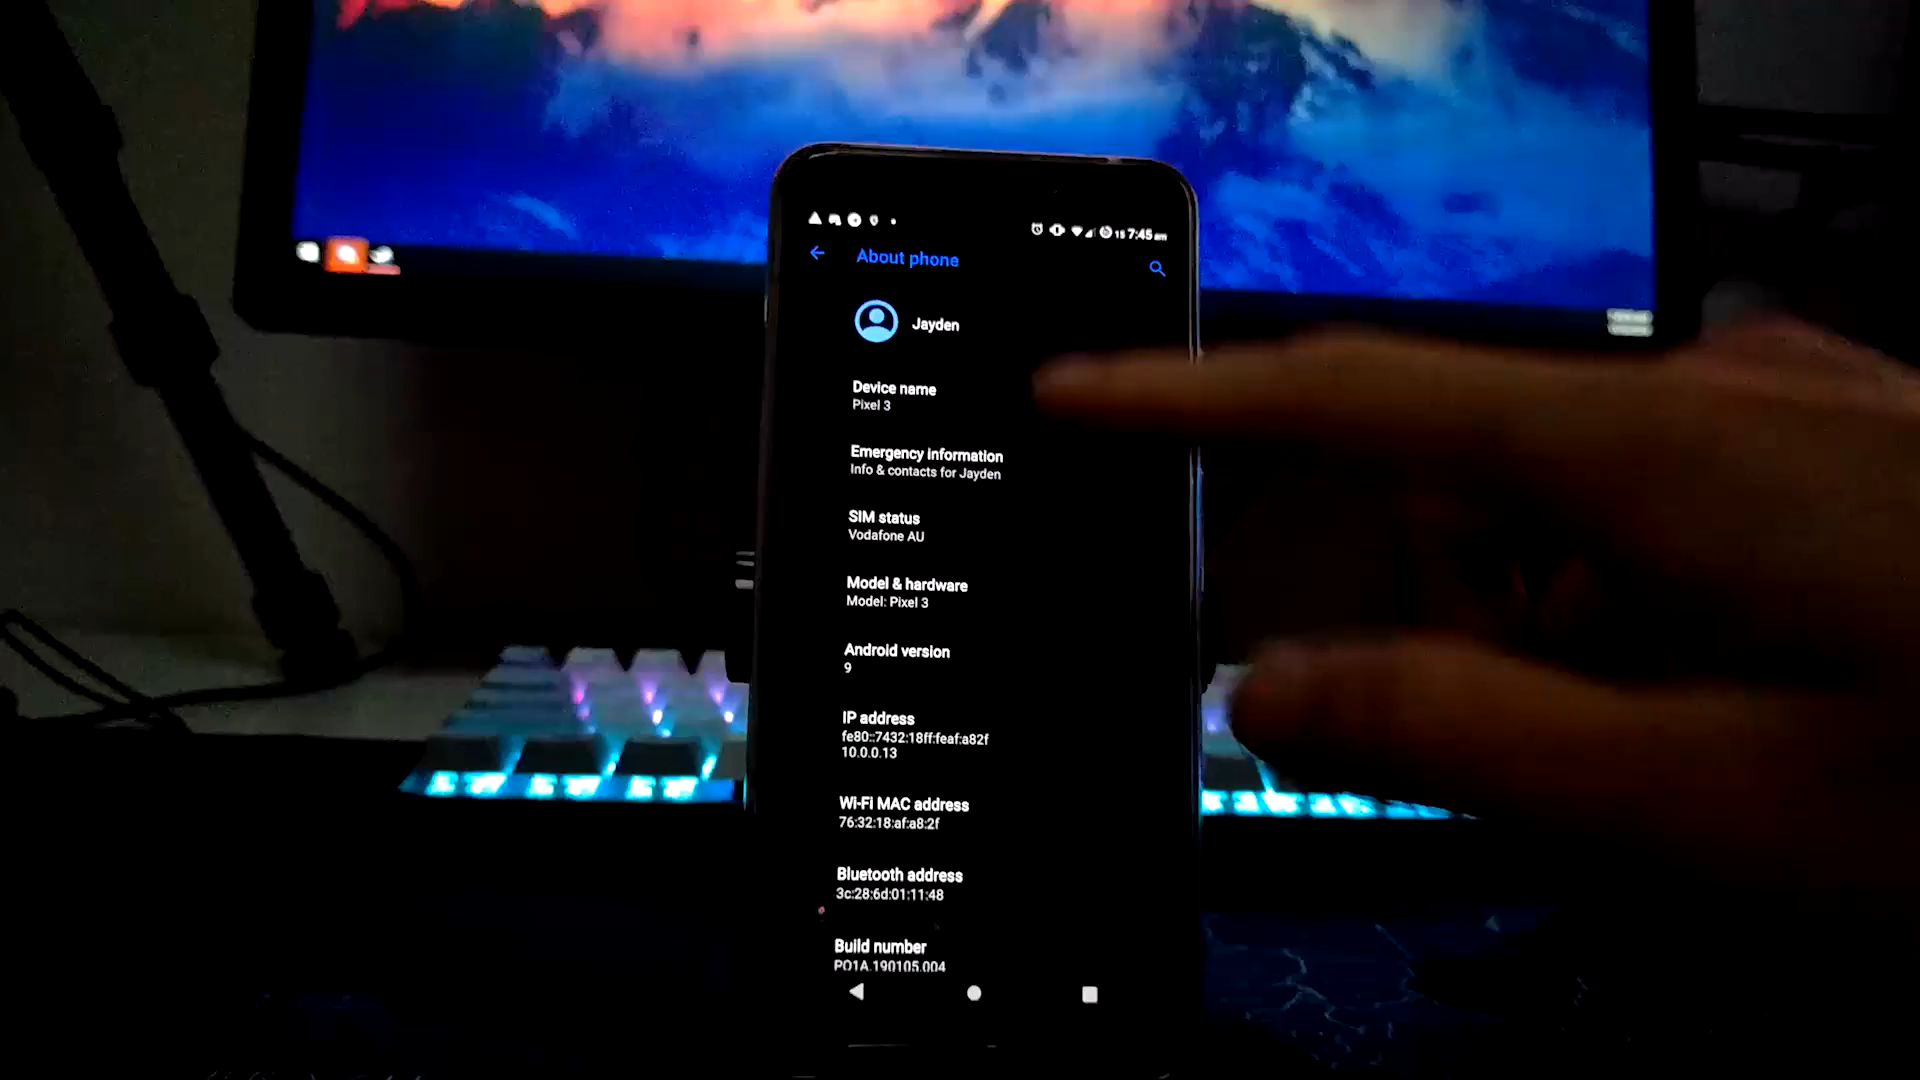 7:45
About phone
Jayden
Device name
Pixel 3
Emergency information
Info & contacts for Jayden
SIM status
Vodafone AU
Model & hardware
Model: Pixel 3
Android version
9
IP address
fe80::7432:18ff:feaf:a82f
10.0.0.13
Wi-Fi MAC address
76:32:18:af:a8:2f
Bluetooth address
3c:28:6d:01:11:48
Build number
PQ1A.190105.004